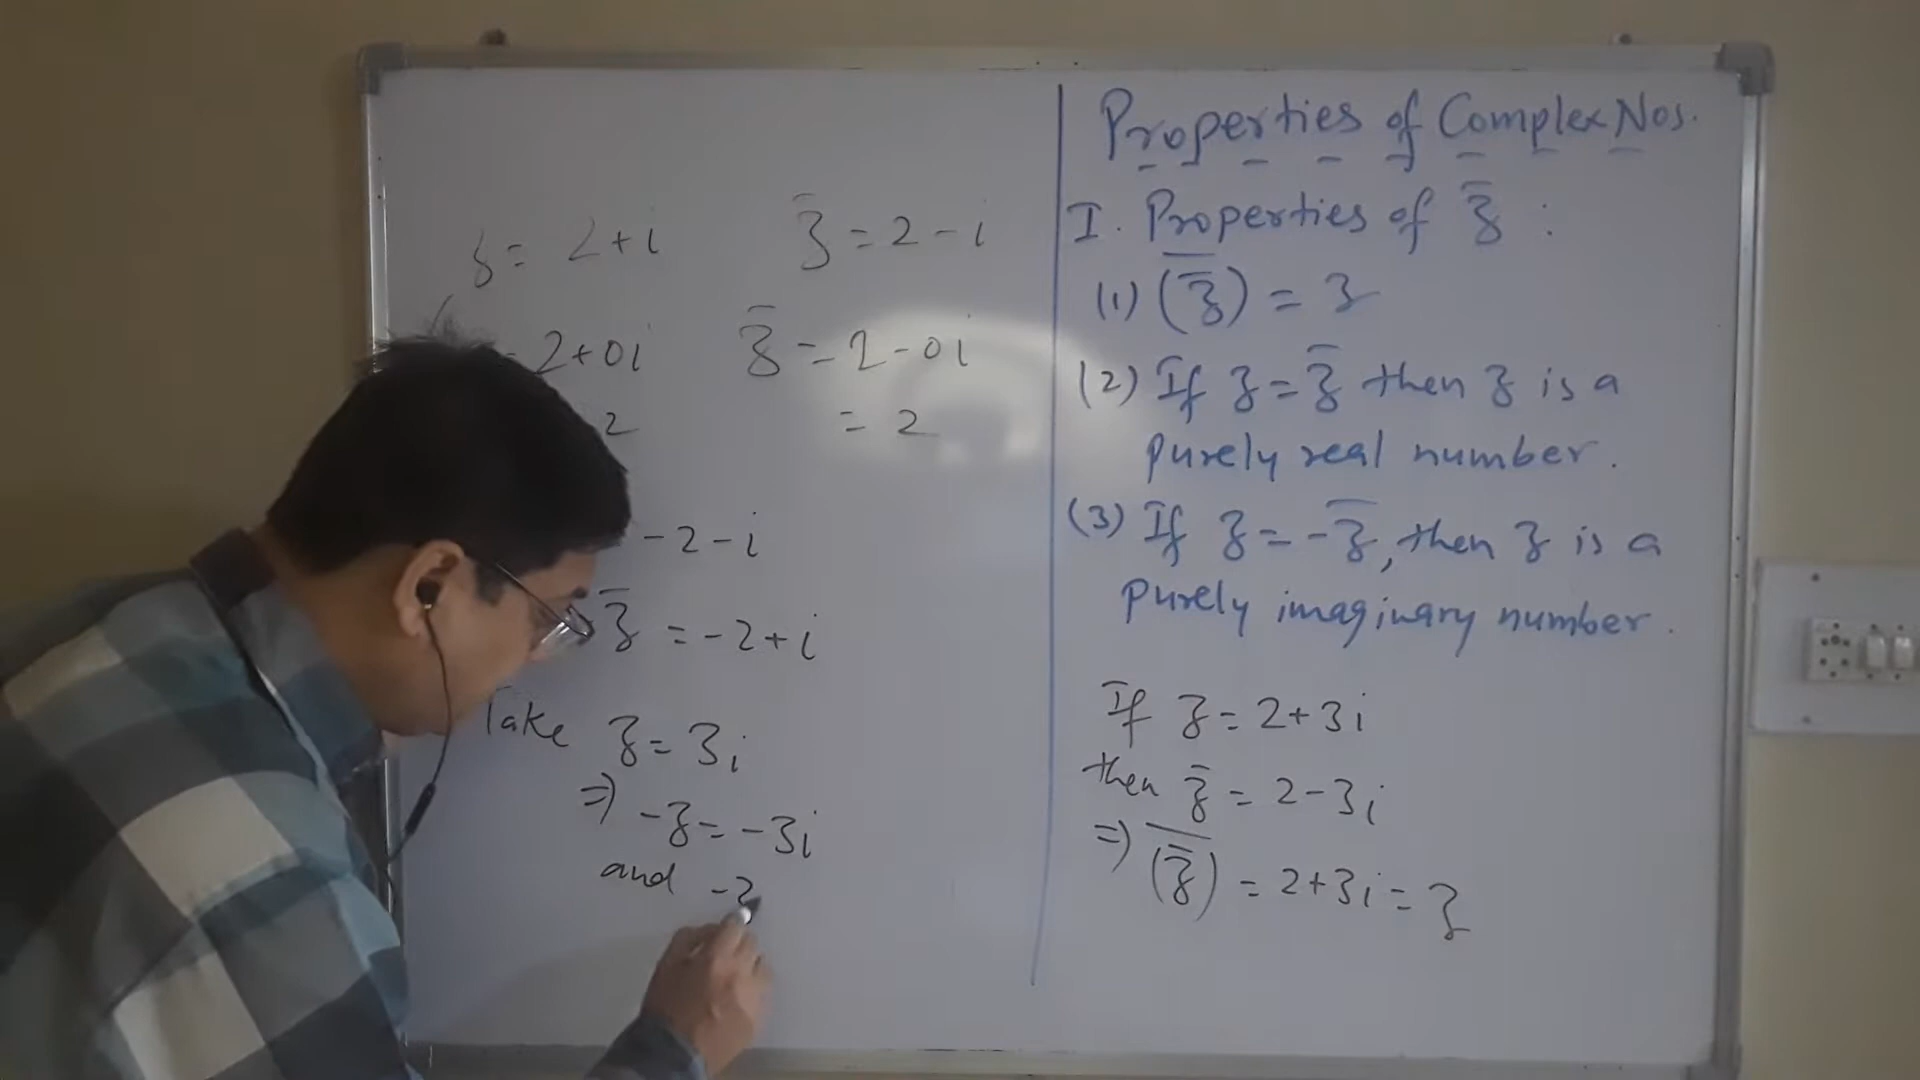 z = 2+i z̄ = 2-i
2+0i z̄ = 2-0i
2 = 2
-2-i
z̄ = -2+i
Take z = 3i
⇒ -z = -3i
and -z
Properties of Complex Nos.
I. Properties of z̄ :
(1) \overline{(z̄)} = z
(2) If z = z̄ then z is a
purely real number.
(3) If z = -z̄, then z is a
purely imaginary number.
If z = 2+3i
then z̄ = 2-3i
⇒ \overline{(z̄)} = 2+3i = z